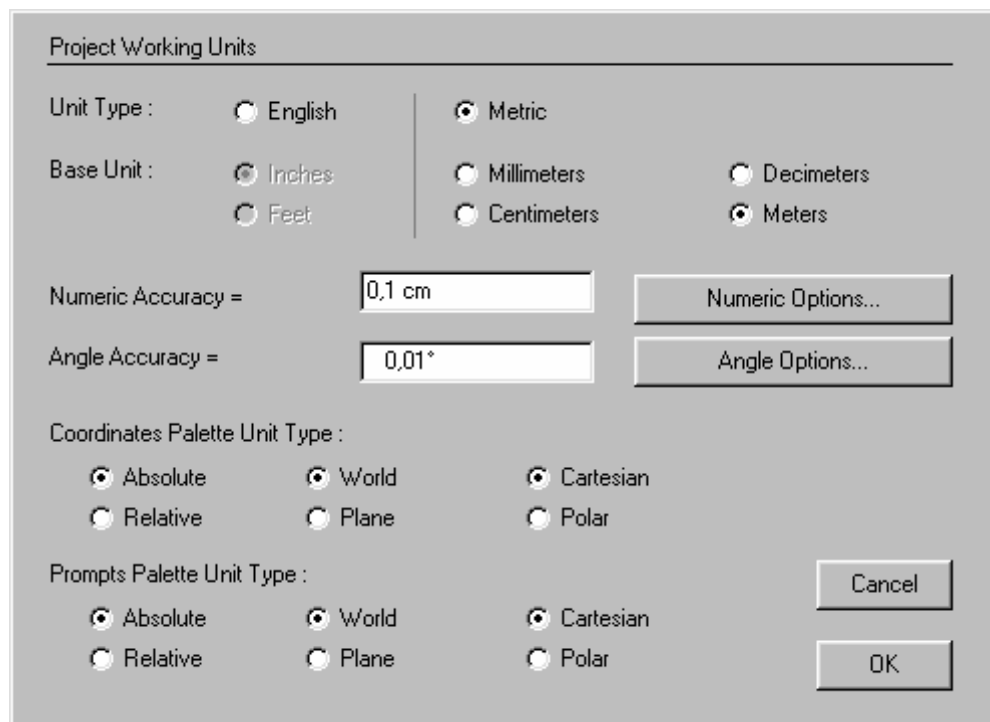 Project Working Units
Unit Type : English Metric
Base Unit : Inches Millimeters Decimeters
Feet Centimeters Meters
Numeric Accuracy = 0,1 cm Numeric Options...
Angle Accuracy = 0,01° Angle Options...
Coordinates Palette Unit Type :
Absolute World Cartesian
Relative Plane Polar
Prompts Palette Unit Type :
Cancel
Absolute World Cartesian
Relative Plane Polar
OK